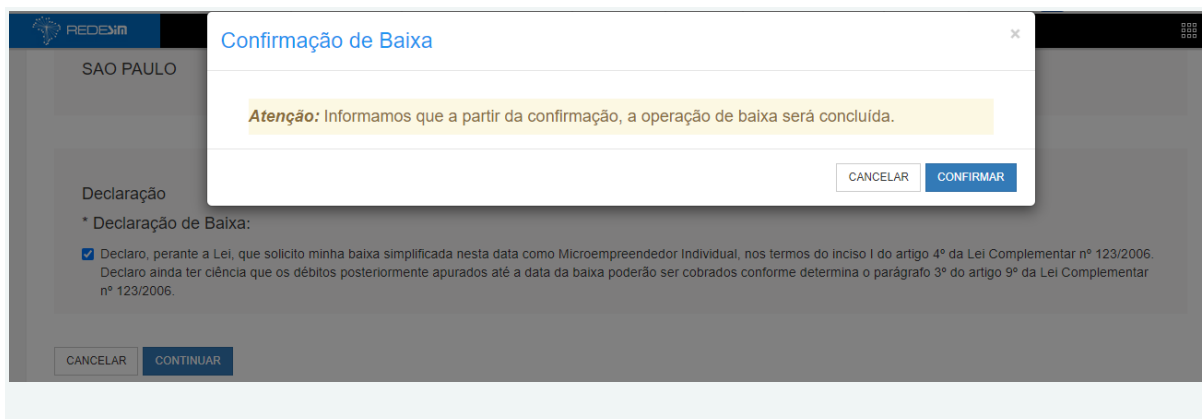 REDESIM
Confirmação de Baixa
×
SAO PAULO
Atenção: Informamos que a partir da confirmação, a operação de baixa será concluída.
CANCELAR
CONFIRMAR
Declaração
* Declaração de Baixa:
Declaro, perante a Lei, que solicito minha baixa simplificada nesta data como Microempreendedor Individual, nos termos do inciso I do artigo 4º da Lei Complementar nº 123/2006.
Declaro ainda ter ciência que os débitos posteriormente apurados até a data da baixa poderão ser cobrados conforme determina o parágrafo 3º do artigo 9º da Lei Complementar
nº 123/2006.
CANCELAR
CONTINUAR